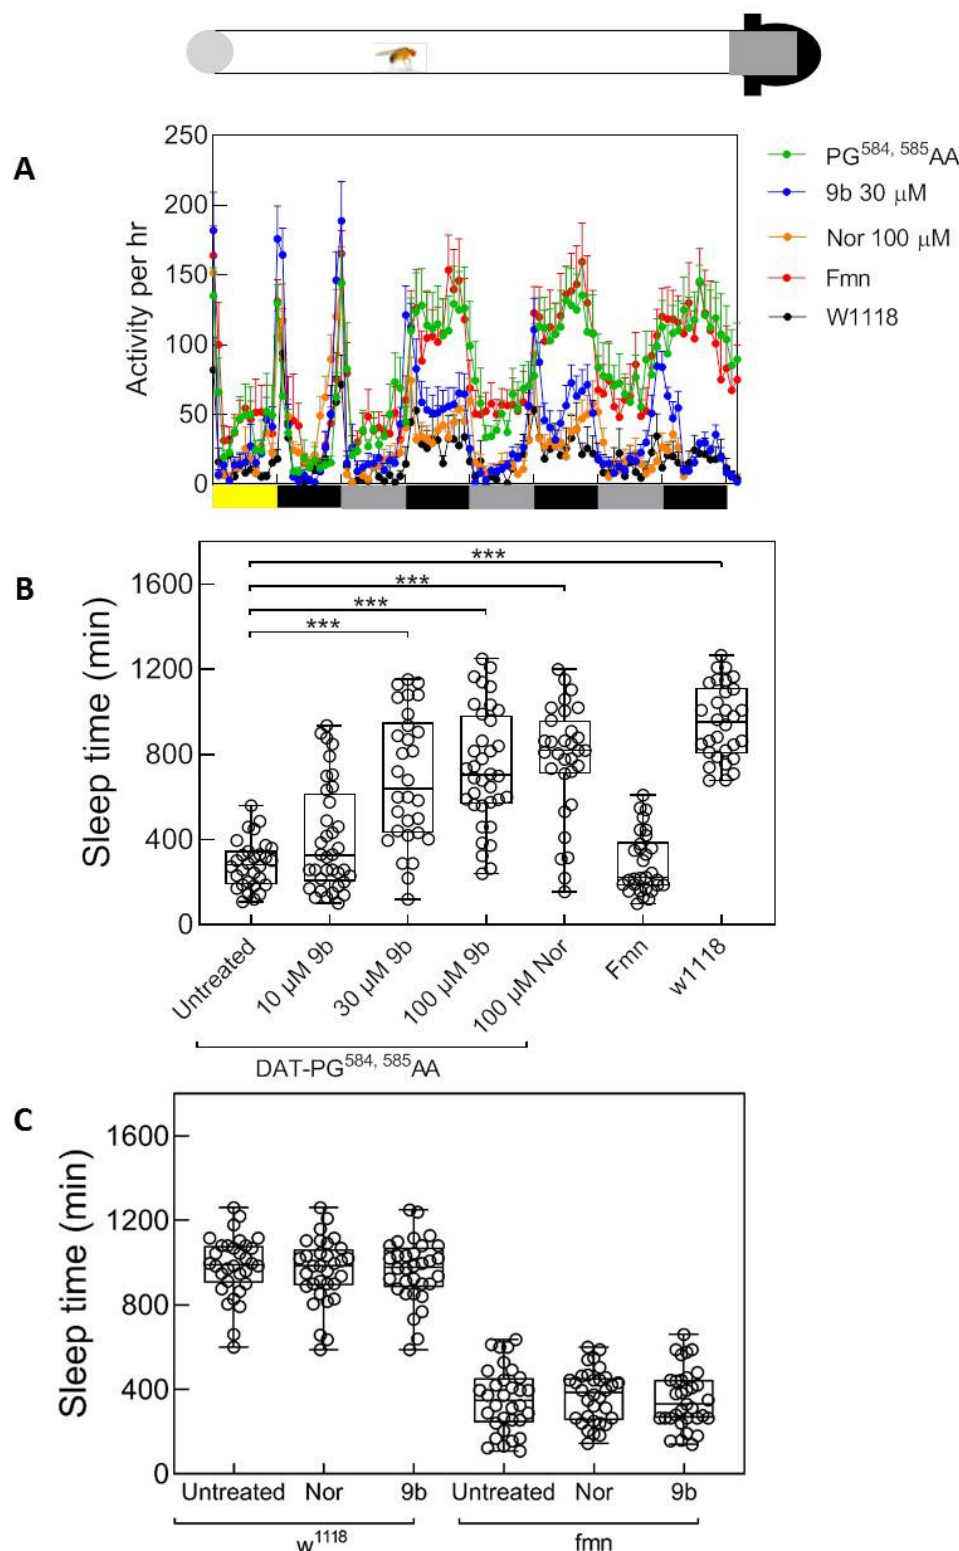 A
250
200
150
100
50
0
Activity per hr
PG584, 585AA
9b 30 μM
Nor 100 μM
Fmn
W1118
B
1600
1200
800
400
0
Sleep time (min)
***
***
***
***
Untreated
10 μM 9b
30 μM 9b
100 μM 9b
100 μM Nor
Fmn
w1118
DAT-PG584, 585AA
C
1600
1200
800
400
0
Sleep time (min)
Untreated Nor 9b Untreated Nor 9b
w1118 fmn